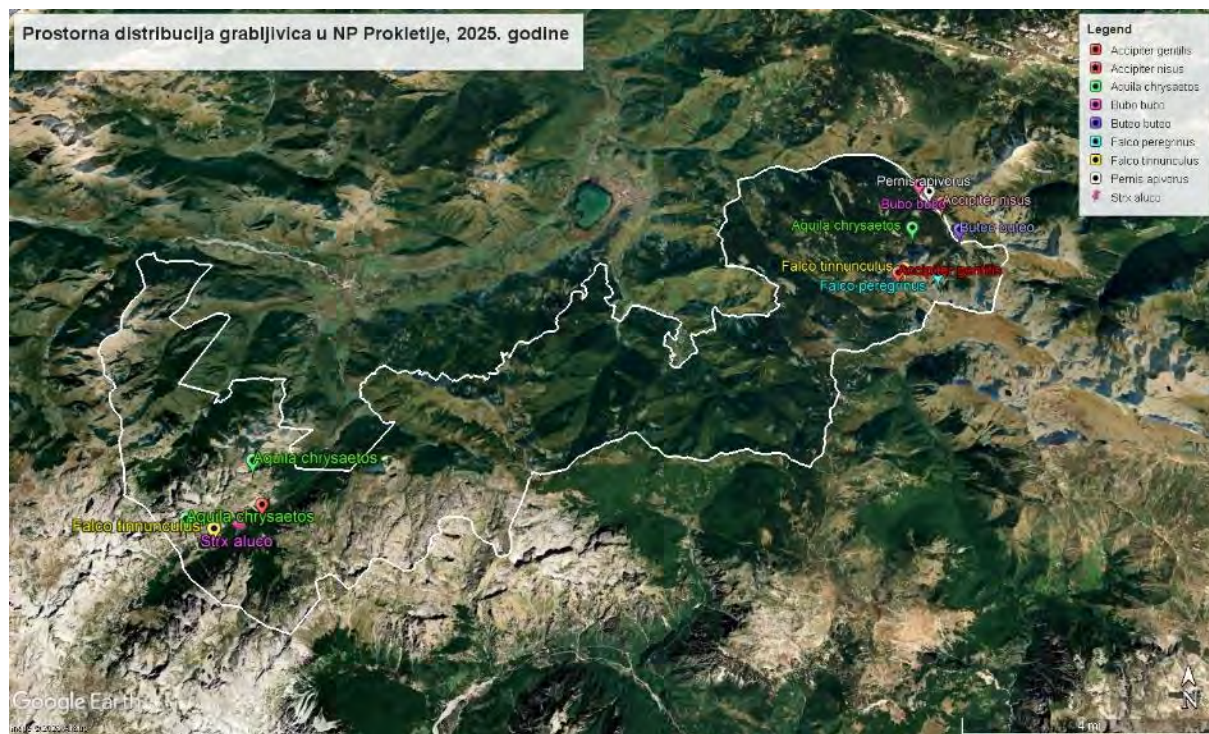 Prostorna distribucija grabljivica u NP Prokletije, 2025. godine
Legend
Accipiter gentilis
Accipiter nisus
Aquila chrysaetos
Bubo bubo
Buteo buteo
Falco peregrinus
Falco tinnunculus
Pernis apivorus
Strx aluco
Pernis apivorus
Bubo bubo
Accipiter nisus
Aquila chrysaetos
Buteo buteo
Falco tinnunculus
Accipiter gentilis
Falco peregrinus
Aquila chrysaetos
Aquila chrysaetos
Falco tinnunculus
Strx aluco
Google Earth
N
4 mi